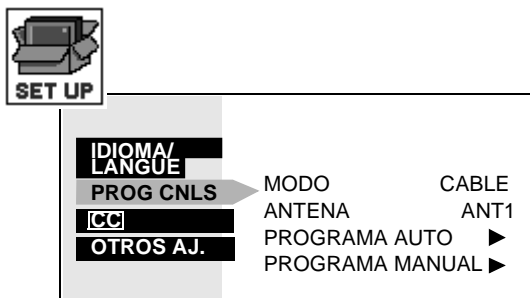 SET UP
IDIOMA/
LANGUE
PROG CNLS
CC
OTROS AJ.
MODO CABLE
ANTENA ANT1
PROGRAMA AUTO ▶
PROGRAMA MANUAL ▶